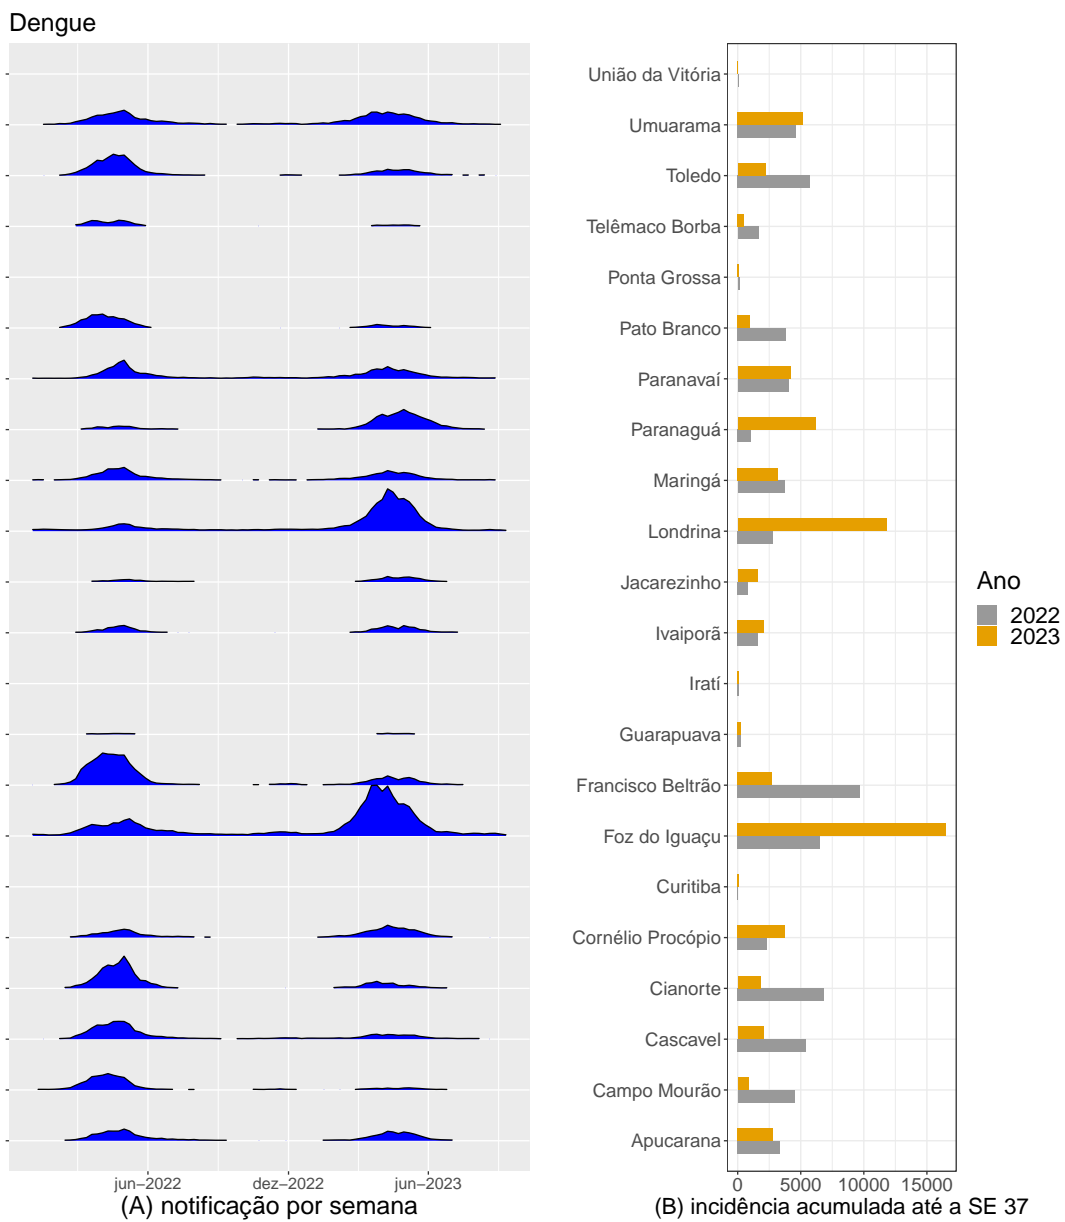 Dengue
União da Vitória
Umuarama
Toledo
Telêmaco Borba
Ponta Grossa
Pato Branco
Paranavaí
Paranaguá
Maringá
Londrina
Jacarezinho
Ivaiporã
Iratí
Guarapuava
Francisco Beltrão
Foz do Iguaçu
Curitiba
Cornélio Procópio
Cianorte
Cascavel
Campo Mourão
Apucarana
Ano
2022
2023
jun–2022 dez–2022 jun–2023
0 5000 10000 15000
(A) notificação por semana
(B) incidência acumulada até a SE 37